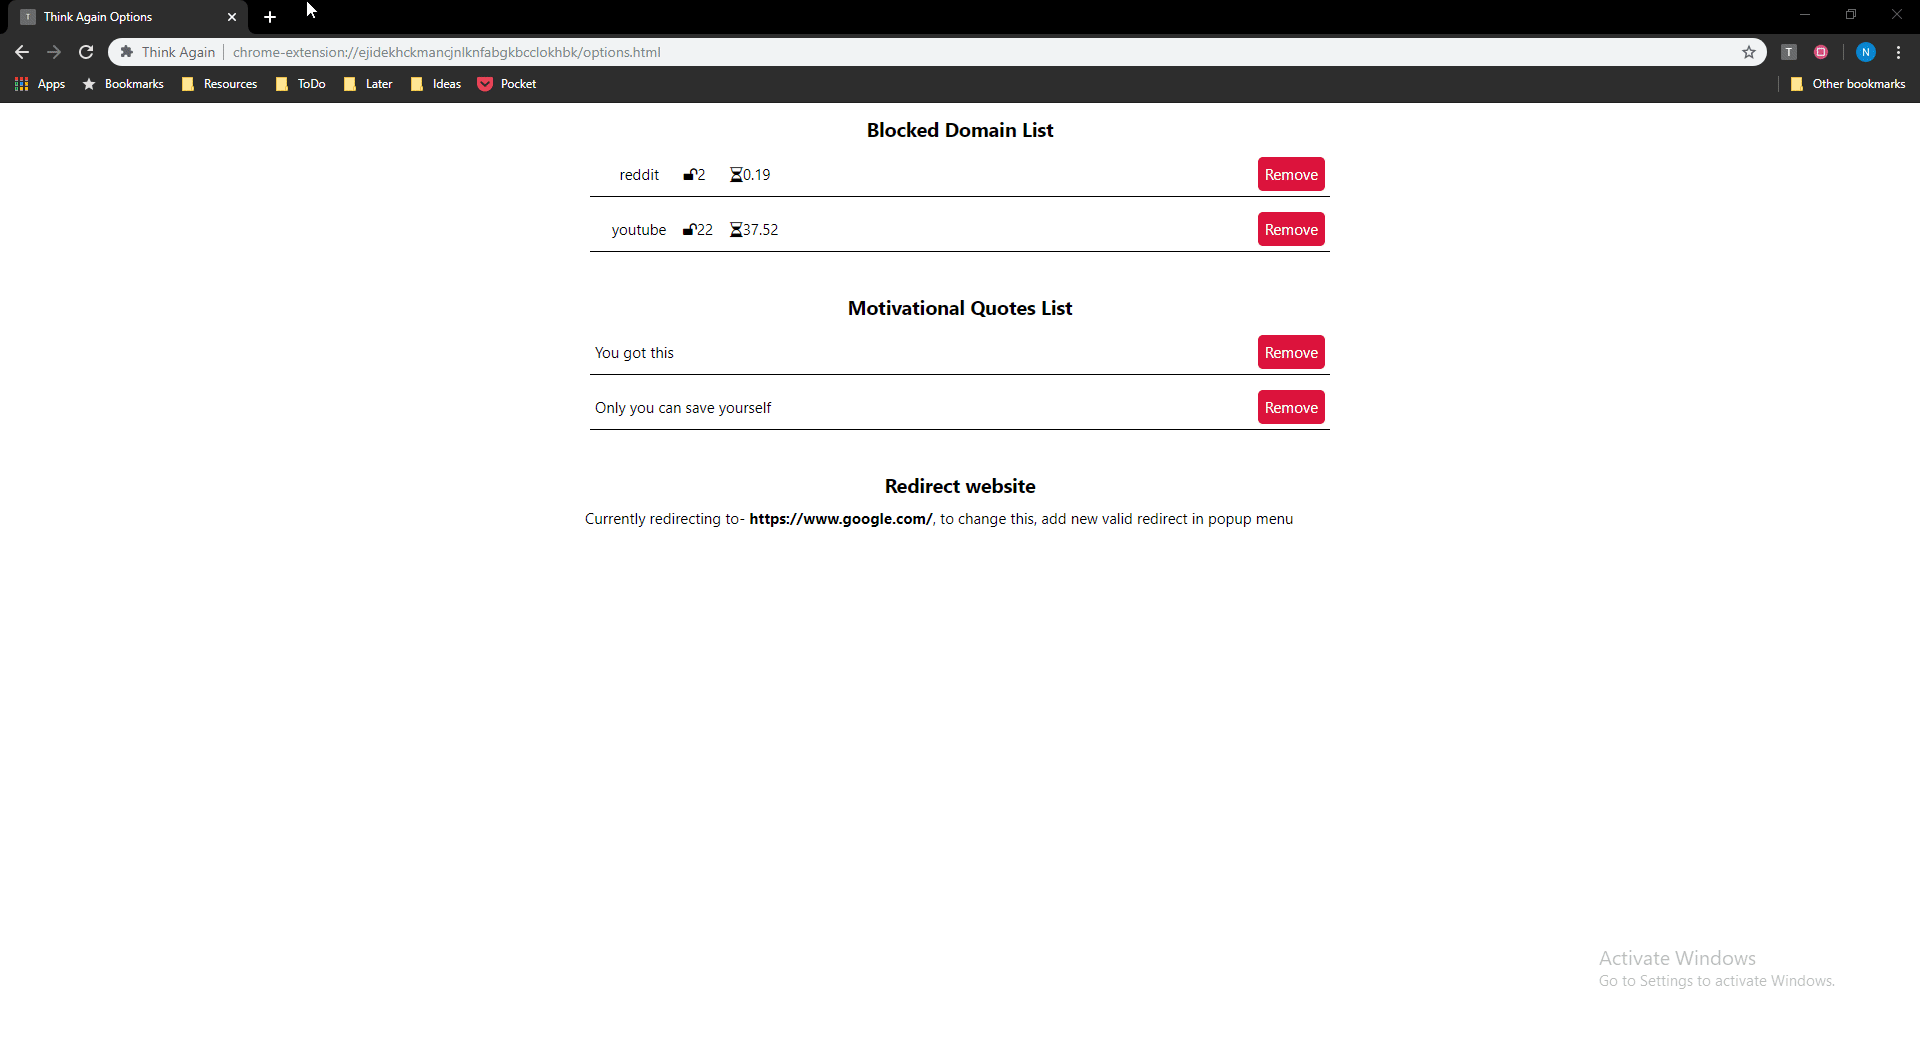 T Think Again Options
Think Again chrome-extension://ejidekhckmancjnlknfabgkbcclokhbk/options.html T N
Apps Bookmarks Resources ToDo Later Ideas Pocket Other bookmarks
Blocked Domain List
reddit 2 0.19 Remove
youtube 22 37.52 Remove
Motivational Quotes List
You got this Remove
Only you can save yourself Remove
Redirect website
Currently redirecting to- https://www.google.com/, to change this, add new valid redirect in popup menu
Activate Windows
Go to Settings to activate Windows.